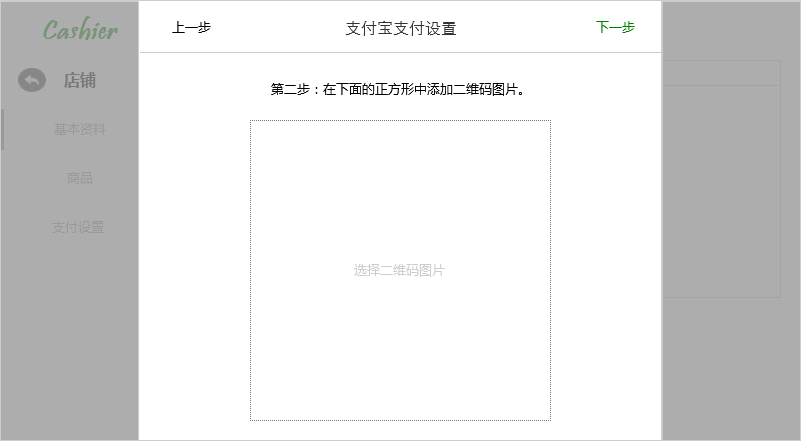 Cashier
店铺
基本资料
商品
支付设置
上一步
支付宝支付设置
下一步
第二步：在下面的正方形中添加二维码图片。
选择二维码图片